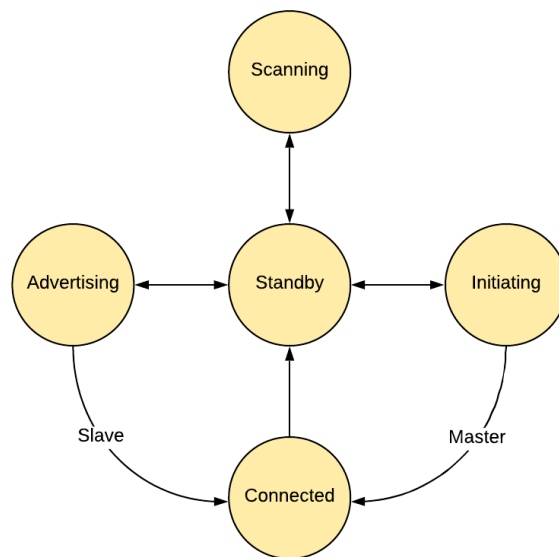 Scanning
Advertising
Standby
Initiating
Slave
Master
Connected